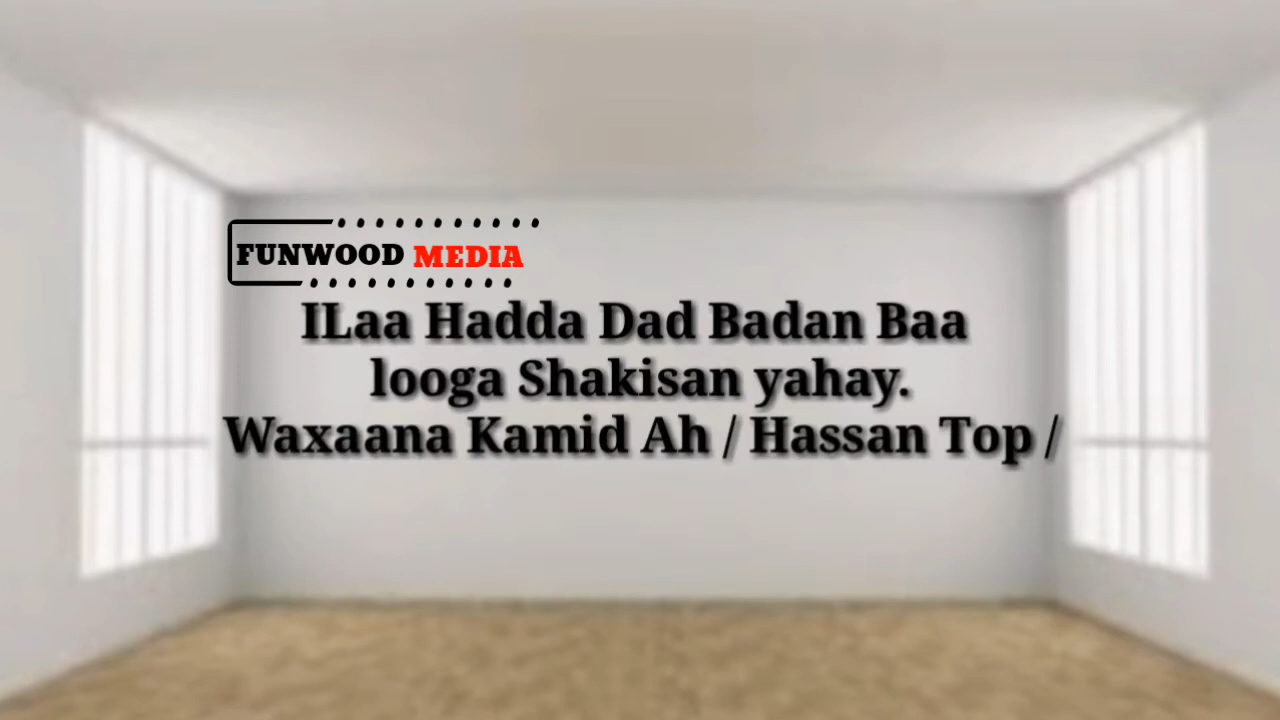 FUNWOOD MEDIA
ILaa Hadda Dad Badan Baa
looga Shakisan yahay.
Waxaana Kamid Ah / Hassan Top /